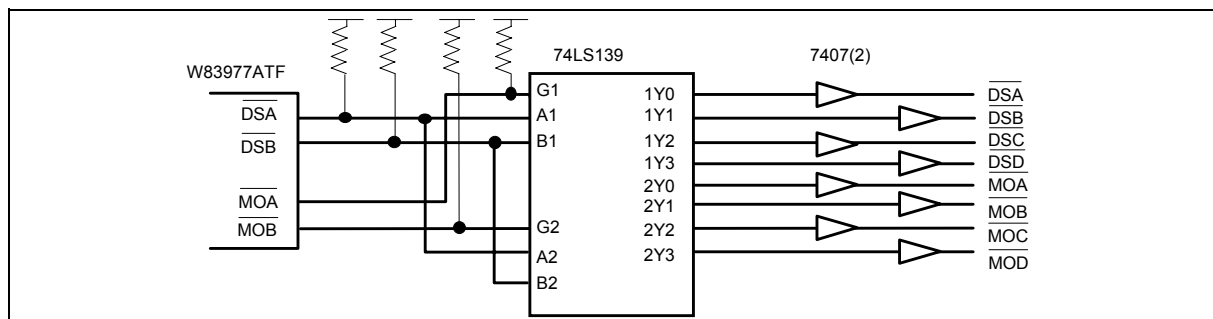 74LS139
7407(2)
W83977ATF
DSA
DSB
MOA
MOB
G1
A1
B1
G2
A2
B2
1Y0
1Y1
1Y2
1Y3
2Y0
2Y1
2Y2
2Y3
DSA
DSB
DSC
DSD
MOA
MOB
MOC
MOD